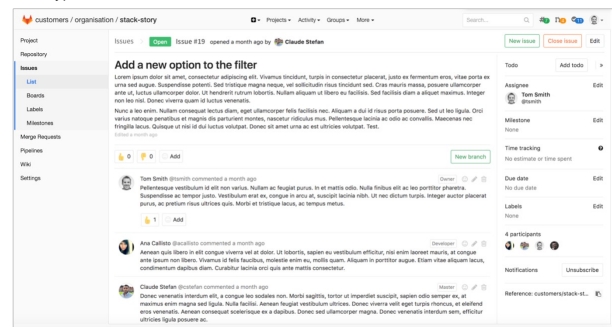 customers / organisation / stack-story
Projects Activity Groups More
Search...
Project
Repository
Issues
List
Boards
Labels
Milestones
Merge Requests
Pipelines
Wiki
Settings
Issues Open Issue #19 opened a month ago by Claude Stefan
New issue Close issue Edit
Add a new option to the filter
Lorem ipsum dolor sit amet, consectetur adipiscing elit. Vivamus tincidunt, turpis in consectetur placerat, justo ex fermentum eros, vitae porta ex
urna sed augue. Suspendisse potenti. Sed tristique magna neque, vel sollicitudin risus tincidunt sed. Cras mauris massa, posuere ullamcorper
ante ut, luctus ullamcorper dolor. Ut hendrerit rutrum lobortis. Nullam aliquam ut libero eu facilisis. Sed facilisis diam a aliquet maximus. Integer
non leo nisl. Donec viverra quam id luctus venenatis.
Nunc a leo enim. Nullam consequat lectus diam, eget ullamcorper felis facilisis nec. Aliquam a dui id risus porta posuere. Sed ut leo ligula. Orci
varius natoque penatibus et magnis dis parturient montes, nascetur ridiculus mus. Pellentesque lacinia ac odio ac convallis. Maecenas nec
fringilla lacus. Quisque ut nisi id dui luctus volutpat. Donec sit amet urna ac est ultricies volutpat. Test.
Edited a month ago
0 0 Add
New branch
Tom Smith @tsmith commented a month ago Owner
Pellentesque vestibulum id elit non varius. Nullam ac feugiat purus. In et mattis odio. Nulla finibus elit ac leo porttitor pharetra.
Suspendisse ac tempor justo. Vestibulum erat ex, congue in arcu at, suscipit lacinia nibh. Ut nec dictum turpis. Integer auctor placerat
purus, ac pretium risus ultrices quis. Morbi et tristique lacus, ac tempus metus.
1 Add
Ana Callisto @acallisto commented a month ago Developer
Aenean quis libero in elit congue viverra vel at dolor. Ut lobortis, sapien eu vestibulum efficitur, nisi enim laoreet mauris, at congue
ante ipsum non libero. Vivamus id felis faucibus, molestie enim eu, mollis quam. Aliquam in porttitor augue. Etiam vitae aliquam lacus,
condimentum dapibus diam. Curabitur lacinia orci quis ante mattis consectetur.
Claude Stefan @cstefan commented a month ago Master
Donec venenatis interdum elit, a congue leo sodales non. Morbi sagittis, tortor ut imperdiet suscipit, sapien odio semper ex, at
maximus enim magna sed ligula. Nulla facilisi. Aenean feugiat vestibulum ultrices. Donec viverra velit eget turpis rhoncus, et eleifend
eros venenatis. Quisque consequat scelerisque ex a dapibus. Donec sed ullamcorper magna. Donec venenatis interdum sem, efficitur
ultricies ligula posuere ac.
Todo Add todo »
Assignee Edit
Tom Smith
@tsmith
Milestone Edit
None
Time tracking
No estimate or time spent
Due date Edit
No due date
Labels Edit
None
4 participants
Notifications Unsubscribe
Reference: customers/stack-st...